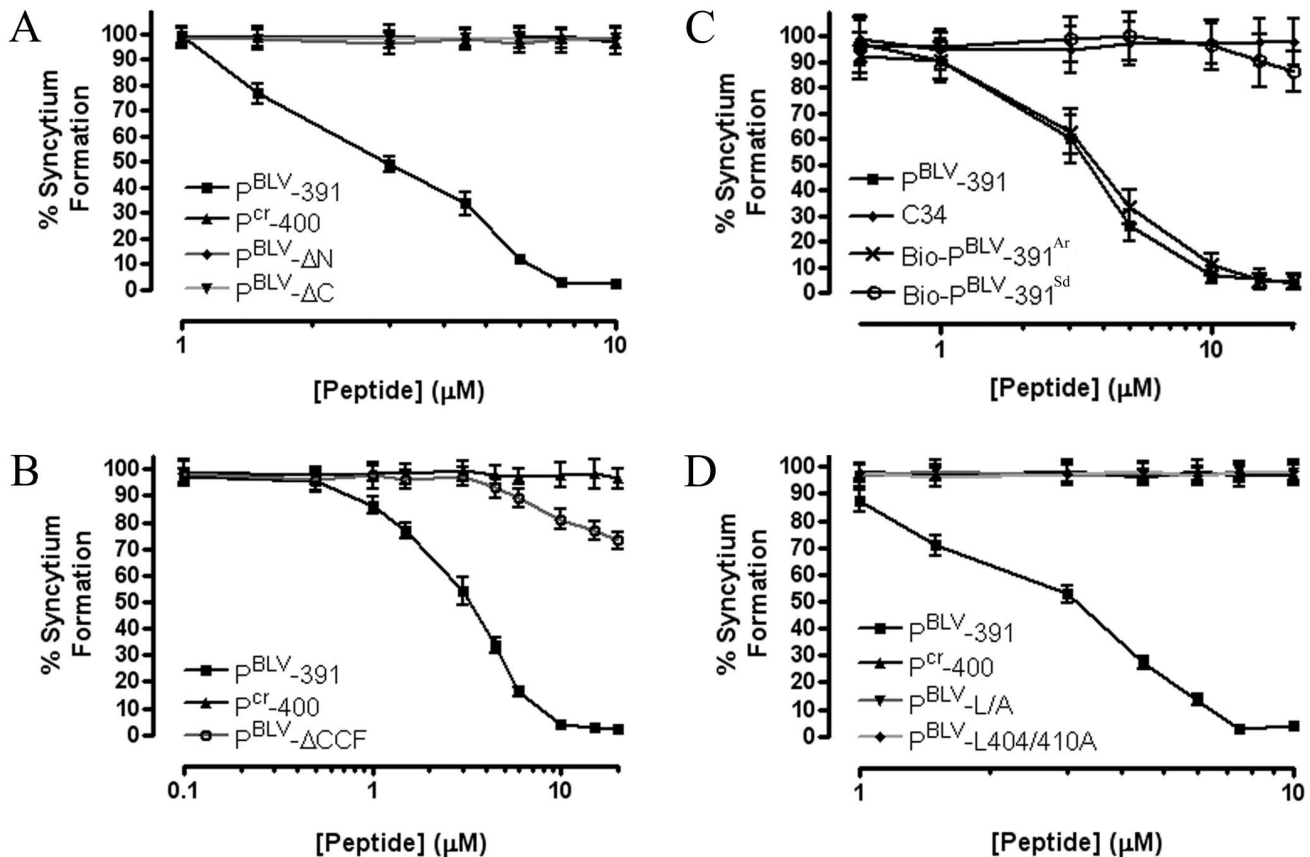 A
% Syncytium
Formation
100
90
80
70
60
50
40
30
20
10
0
P^BLV-391
P^cr-400
P^BLV-ΔN
P^BLV-ΔC
1
10
[Peptide] (μM)
B
% Syncytium
Formation
100
90
80
70
60
50
40
30
20
10
0
P^BLV-391
P^cr-400
P^BLV-ΔCCF
0.1
1
10
[Peptide] (μM)
C
% Syncytium
Formation
100
90
80
70
60
50
40
30
20
10
0
P^BLV-391
C34
Bio-P^BLV-391^Ar
Bio-P^BLV-391^Sd
1
10
[Peptide] (μM)
D
% Syncytium
Formation
100
90
80
70
60
50
40
30
20
10
0
P^BLV-391
P^cr-400
P^BLV-L/A
P^BLV-L404/410A
1
10
[Peptide] (μM)